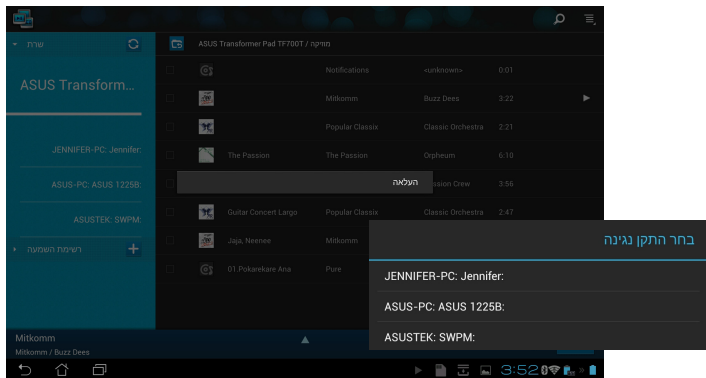 שרת
ASUS Transformer Pad TF700T / מוזיקה
ASUS Transform...
Notifications <unknown> 0:01
Mitkomm Buzz Dees 3:22
Popular Classix Classic Orchestra 2:21
JENNIFER-PC: Jennifer:
The Passion The Passion Orpheum 6:10
ASUS-PC: ASUS 1225B:
העלאה
ssion Crew 3:56
ASUSTEK: SWPM:
Guitar Concert Largo Popular Classix Classic Orchestra 2:47
רשימת השמעה
Jaja, Neenee Mitkomm
01.Pokarekare Ana Pure
בחר התקן נגינה
JENNIFER-PC: Jennifer:
ASUS-PC: ASUS 1225B:
ASUSTEK: SWPM:
Mitkomm
Mitkomm / Buzz Dees
3:52